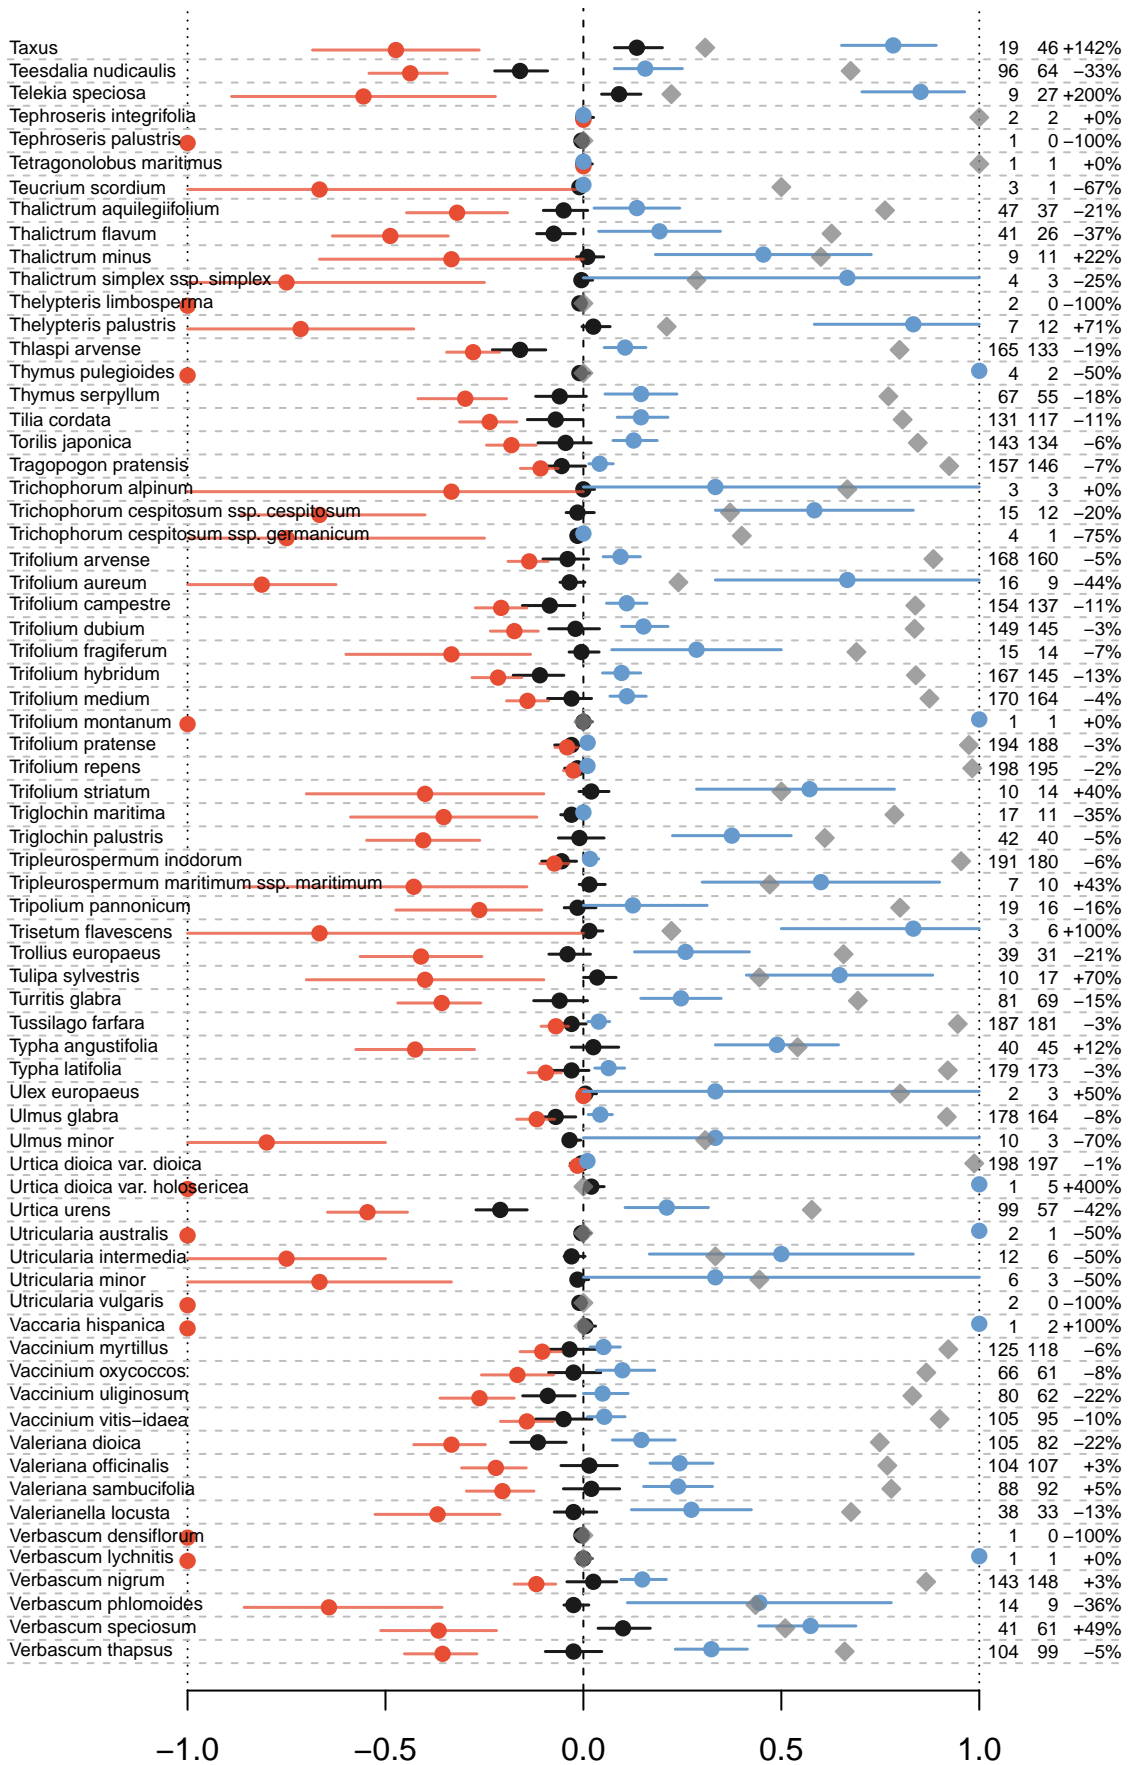 Taxus 19 46 +142%
Teesdalia nudicaulis 96 64 −33%
Telekia speciosa 9 27 +200%
Tephroseris integrifolia 2 2 +0%
Tephroseris palustris 1 0 −100%
Tetragonolobus maritimus 1 1 +0%
Teucrium scordium 3 1 −67%
Thalictrum aquilegiifolium 47 37 −21%
Thalictrum flavum 41 26 −37%
Thalictrum minus 9 11 +22%
Thalictrum simplex ssp. simplex 4 3 −25%
Thelypteris limbosperma 2 0 −100%
Thelypteris palustris 7 12 +71%
Thlaspi arvense 165 133 −19%
Thymus pulegioides 4 2 −50%
Thymus serpyllum 67 55 −18%
Tilia cordata 131 117 −11%
Torilis japonica 143 134 −6%
Tragopogon pratensis 157 146 −7%
Trichophorum alpinum 3 3 +0%
Trichophorum cespitosum ssp. cespitosum 15 12 −20%
Trichophorum cespitosum ssp. germanicum 4 1 −75%
Trifolium arvense 168 160 −5%
Trifolium aureum 16 9 −44%
Trifolium campestre 154 137 −11%
Trifolium dubium 149 145 −3%
Trifolium fragiferum 15 14 −7%
Trifolium hybridum 167 145 −13%
Trifolium medium 170 164 −4%
Trifolium montanum 1 1 +0%
Trifolium pratense 194 188 −3%
Trifolium repens 198 195 −2%
Trifolium striatum 10 14 +40%
Triglochin maritima 17 11 −35%
Triglochin palustris 42 40 −5%
Tripleurospermum inodorum 191 180 −6%
Tripleurospermum maritimum ssp. maritimum 7 10 +43%
Tripolium pannonicum 19 16 −16%
Trisetum flavescens 3 6 +100%
Trollius europaeus 39 31 −21%
Tulipa sylvestris 10 17 +70%
Turritis glabra 81 69 −15%
Tussilago farfara 187 181 −3%
Typha angustifolia 40 45 +12%
Typha latifolia 179 173 −3%
Ulex europaeus 2 3 +50%
Ulmus glabra 178 164 −8%
Ulmus minor 10 3 −70%
Urtica dioica var. dioica 198 197 −1%
Urtica dioica var. holosericea 1 5 +400%
Urtica urens 99 57 −42%
Utricularia australis 2 1 −50%
Utricularia intermedia 12 6 −50%
Utricularia minor 6 3 −50%
Utricularia vulgaris 2 0 −100%
Vaccaria hispanica 1 2 +100%
Vaccinium myrtillus 125 118 −6%
Vaccinium oxycoccos 66 61 −8%
Vaccinium uliginosum 80 62 −22%
Vaccinium vitis−idaea 105 95 −10%
Valeriana dioica 105 82 −22%
Valeriana officinalis 104 107 +3%
Valeriana sambucifolia 88 92 +5%
Valerianella locusta 38 33 −13%
Verbascum densiflorum 1 0 −100%
Verbascum lychnitis 1 1 +0%
Verbascum nigrum 143 148 +3%
Verbascum phlomoides 14 9 −36%
Verbascum speciosum 41 61 +49%
Verbascum thapsus 104 99 −5%
−1.0 −0.5 0.0 0.5 1.0